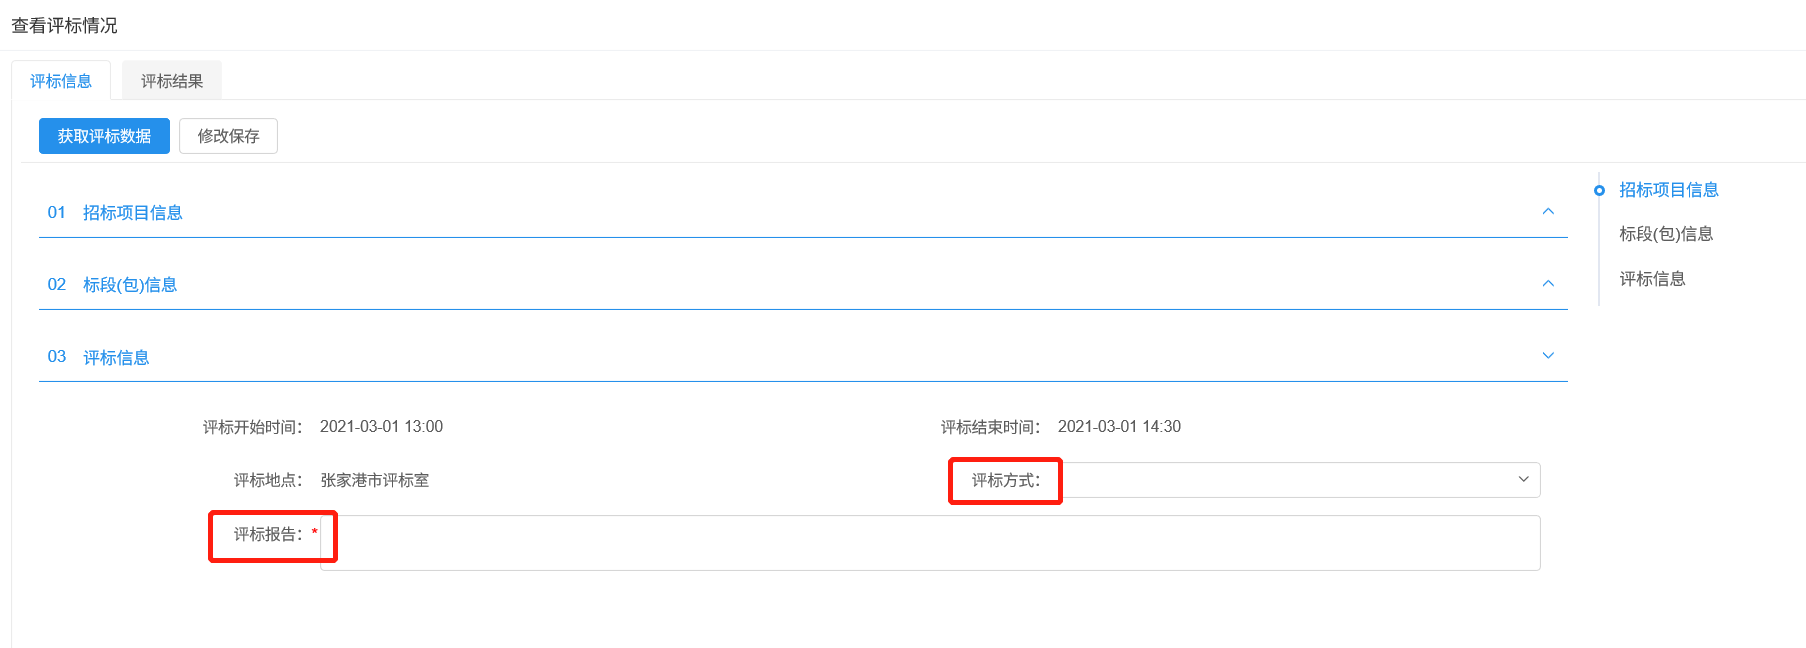 查看评标情况
评标信息 评标结果
获取评标数据 修改保存
01 招标项目信息
02 标段(包)信息
03 评标信息
评标开始时间： 2021-03-01 13:00 评标结束时间： 2021-03-01 14:30
评标地点： 张家港市评标室 评标方式：
评标报告：*
招标项目信息
标段(包)信息
评标信息